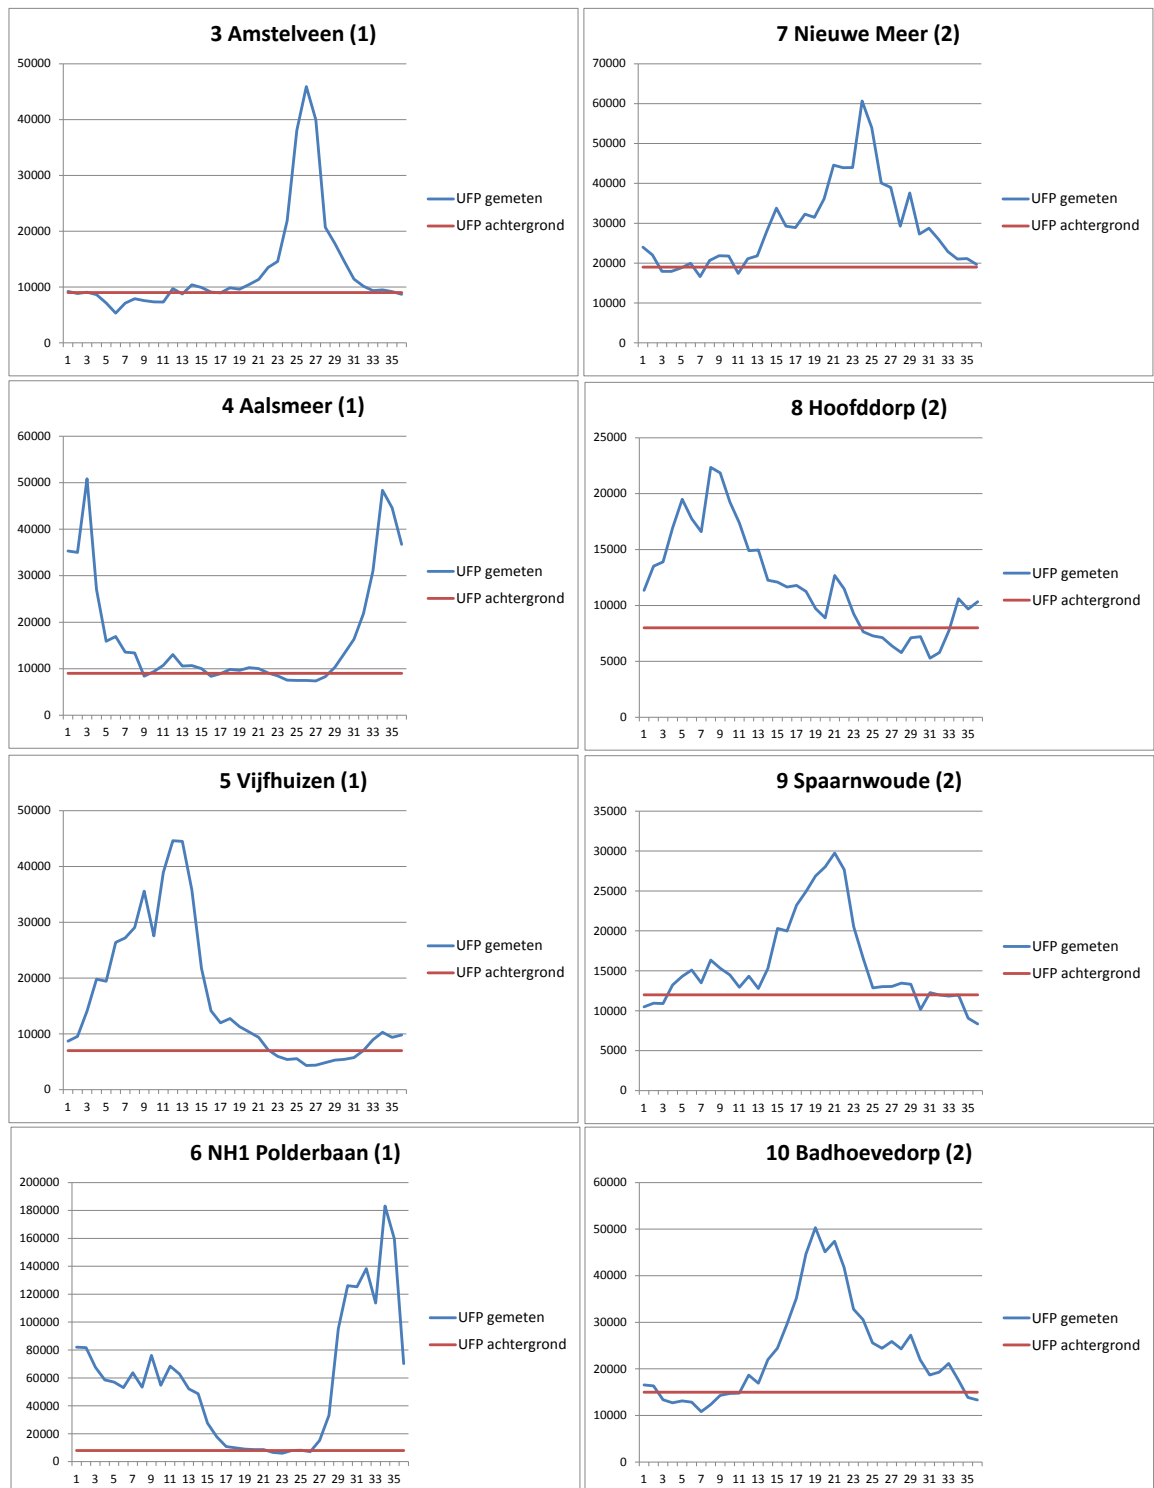 3 Amstelveen (1)
50000
40000
30000
20000
10000
0
1 3 5 7 9 11 13 15 17 19 21 23 25 27 29 31 33 35
UFP gemeten
UFP achtergrond
7 Nieuwe Meer (2)
70000
60000
50000
40000
30000
20000
10000
0
1 3 5 7 9 11 13 15 17 19 21 23 25 27 29 31 33 35
UFP gemeten
UFP achtergrond
4 Aalsmeer (1)
60000
50000
40000
30000
20000
10000
0
1 3 5 7 9 11 13 15 17 19 21 23 25 27 29 31 33 35
UFP gemeten
UFP achtergrond
8 Hoofddorp (2)
25000
20000
15000
10000
5000
0
1 3 5 7 9 11 13 15 17 19 21 23 25 27 29 31 33 35
UFP gemeten
UFP achtergrond
5 Vijfhuizen (1)
50000
40000
30000
20000
10000
0
1 3 5 7 9 11 13 15 17 19 21 23 25 27 29 31 33 35
UFP gemeten
UFP achtergrond
9 Spaarnwoude (2)
35000
30000
25000
20000
15000
10000
5000
0
1 3 5 7 9 11 13 15 17 19 21 23 25 27 29 31 33 35
UFP gemeten
UFP achtergrond
6 NH1 Polderbaan (1)
200000
180000
160000
140000
120000
100000
80000
60000
40000
20000
0
1 3 5 7 9 11 13 15 17 19 21 23 25 27 29 31 33 35
UFP gemeten
UFP achtergrond
10 Badhoevedorp (2)
60000
50000
40000
30000
20000
10000
0
1 3 5 7 9 11 13 15 17 19 21 23 25 27 29 31 33 35
UFP gemeten
UFP achtergrond